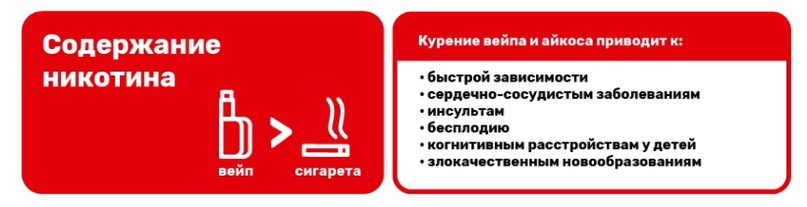 Содержание
никотина
>
вейп
сигарета
Курение вейпа и айкоса приводит к:
• быстрой зависимости
• сердечно-сосудистым заболеваниям
• инсультам
• бесплодию
• когнитивным расстройствам у детей
• злокачественным новообразованиям